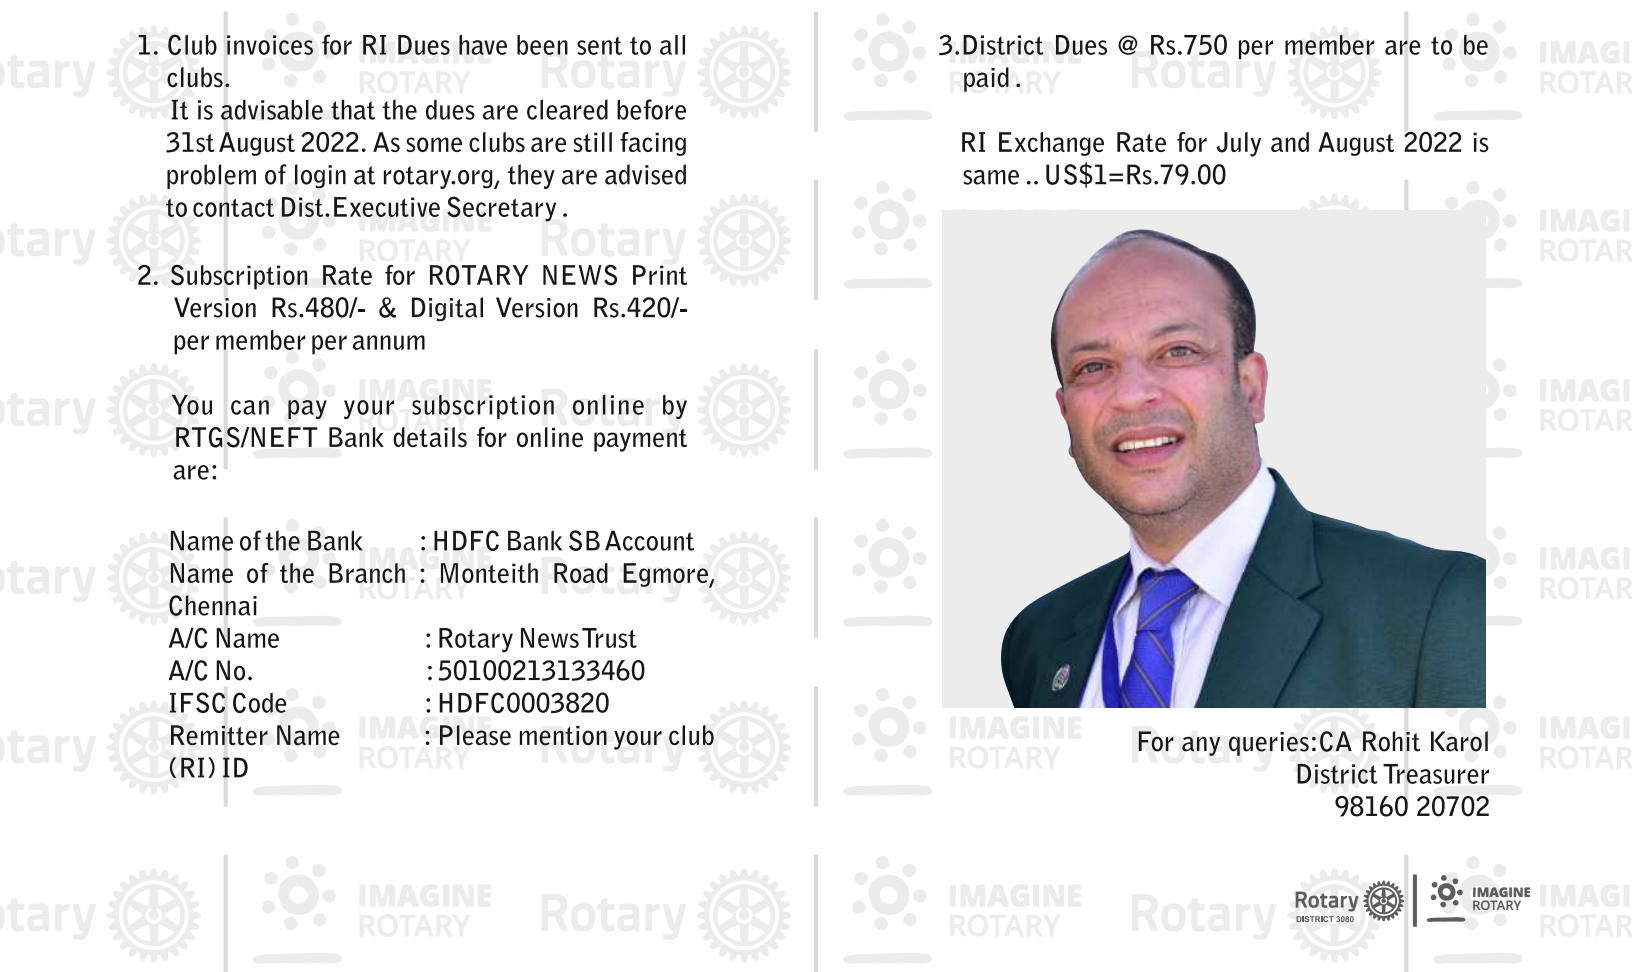 1. Club invoices for RI Dues have been sent to all
clubs.
It is advisable that the dues are cleared before
31st August 2022. As some clubs are still facing
problem of login at rotary.org, they are advised
to contact Dist.Executive Secretary .
2. Subscription Rate for ROTARY NEWS Print
Version Rs.480/- & Digital Version Rs.420/-
per member per annum
You can pay your subscription online by
RTGS/NEFT Bank details for online payment
are:
Name of the Bank : HDFC Bank SB Account
Name of the Branch : Monteith Road Egmore,
Chennai
A/C Name : Rotary News Trust
A/C No. : 50100213133460
IFSC Code : HDFC0003820
Remitter Name : Please mention your club
(RI) ID
3.District Dues @ Rs.750 per member are to be
paid .
RI Exchange Rate for July and August 2022 is
same .. US$1=Rs.79.00
For any queries:CA Rohit Karol
District Treasurer
98160 20702
Rotary
DISTRICT 3080
IMAGINE
ROTARY